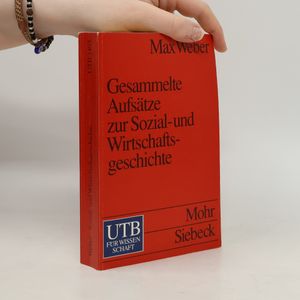 Max Weber
Gesammelte
Aufsätze
zur Sozial- und
Wirtschafts-
geschichte
Mohr
Siebeck
UTB
FÜR WISSEN
SCHAFT